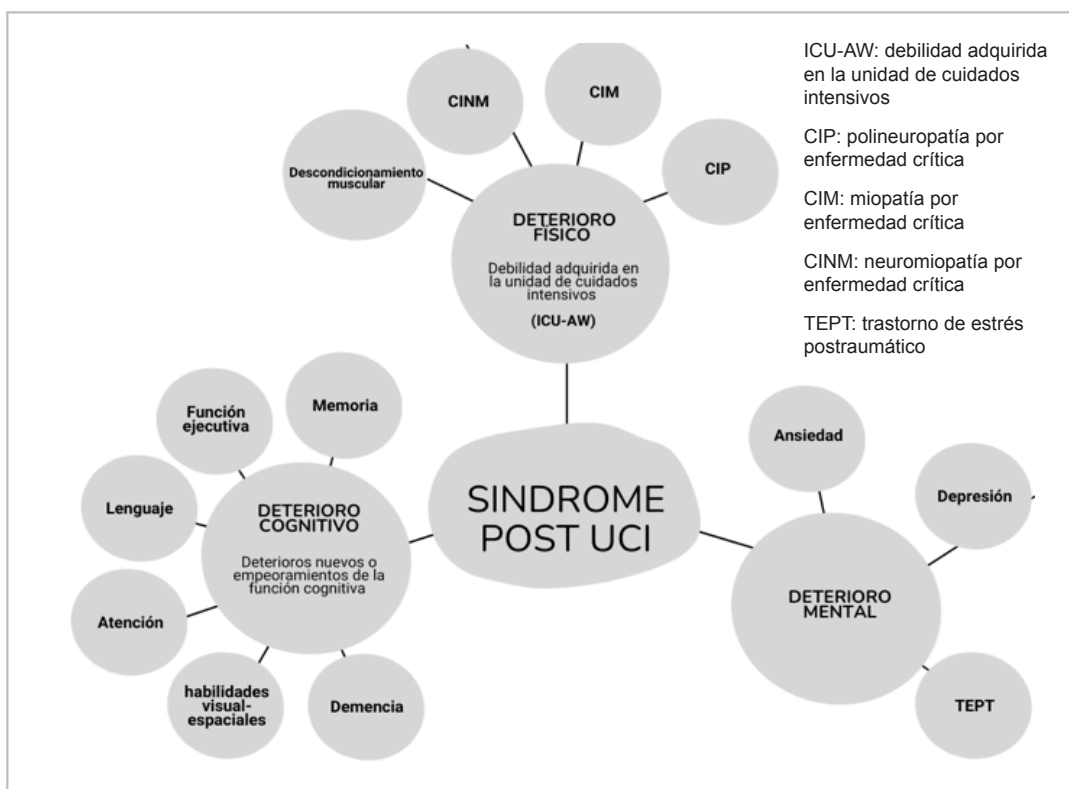 ICU-AW: debilidad adquirida
en la unidad de cuidados
intensivos
CIP: polineuropatía por
enfermedad crítica
CIM: miopatía por
enfermedad crítica
CINM: neuromiopatía por
enfermedad crítica
TEPT: trastorno de estrés
postraumático
CINM
CIM
CIP
Descondicionamiento
muscular
DETERIORO
FÍSICO
Debilidad adquirida en
la unidad de cuidados
intensivos
(ICU-AW)
SINDROME
POST UCI
DETERIORO
COGNITIVO
Deterioros nuevos o
empeoramientos de la
función cognitiva
Memoria
Función
ejecutiva
Lenguaje
Atención
habilidades
visual-
espaciales
Demencia
DETERIORO
MENTAL
Ansiedad
Depresión
TEPT